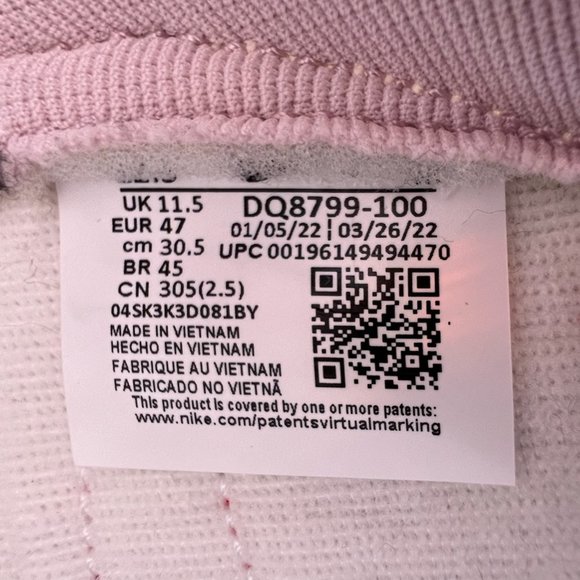 UK 11.5
EUR 47
cm 30.5
BR 45
CN 305(2.5)
DQ8799-100
01/05/22 | 03/26/22
UPC 00196149494470
04SK3K3D081BY
MADE IN VIETNAM
HECHO EN VIETNAM
FABRIQUE AU VIETNAM
FABRICADO NO VIETNÃ
This product is covered by one or more patents:
www.nike.com/patentsvirtualmarking